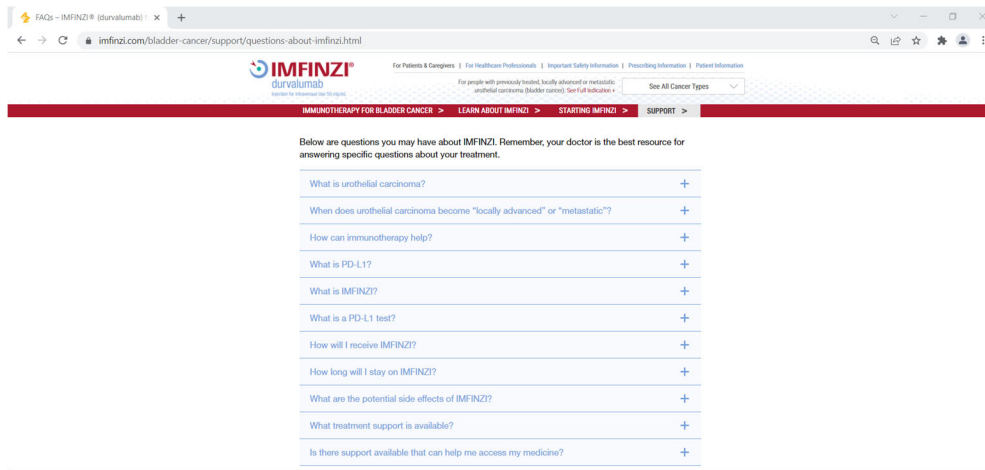 FAQs – IMFINZI® (durvalumab)
imfinzi.com/bladder-cancer/support/questions-about-imfinzi.html
IMFINZI®
durvalumab
Injection for Intravenous Use 50 mg/mL
For Patients & Caregivers | For Healthcare Professionals | Important Safety Information | Prescribing Information | Patient Information
For people with previously treated, locally advanced or metastatic
urothelial carcinoma (bladder cancer). See Full Indication
See All Cancer Types
IMMUNOTHERAPY FOR BLADDER CANCER > LEARN ABOUT IMFINZI > STARTING IMFINZI > SUPPORT >
Below are questions you may have about IMFINZI. Remember, your doctor is the best resource for
answering specific questions about your treatment.
What is urothelial carcinoma?
When does urothelial carcinoma become “locally advanced” or “metastatic”?
How can immunotherapy help?
What is PD-L1?
What is IMFINZI?
What is a PD-L1 test?
How will I receive IMFINZI?
How long will I stay on IMFINZI?
What are the potential side effects of IMFINZI?
What treatment support is available?
Is there support available that can help me access my medicine?